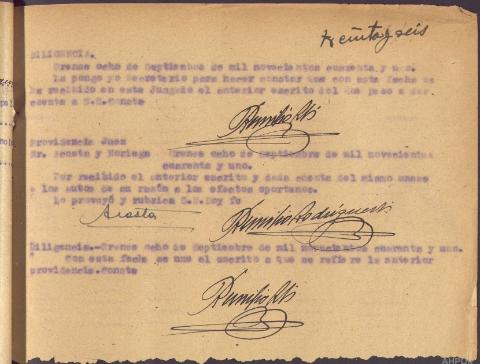 treinta y seis
DILIGENCIA.
Orense ocho de Septiembre de mil novecientos cuarenta y uno.
La pongo yo Secretario para hacer constar que con esta fecha se
ha recibido en este Juzgado el anterior escrito del que paso a dar
cuenta a S.S. Conste
Providencia Juez
Sr. Acosta y Noriega Orense ocho de Septiembre de mil novecientos
cuarenta y uno.
Por recibido el anterior escrito y dada cuenta del mismo unase
a los autos de su razón a los efectos oportunos.
Lo proveyó y rubrica S.S. Doy fe
Acosta
Diligencia.-Orense ocho de Septiembre de mil novecientos cuarenta y uno.
Con esta fecha se une el escrito a que se refiere la anterior
providencia. Conste
AHPOU